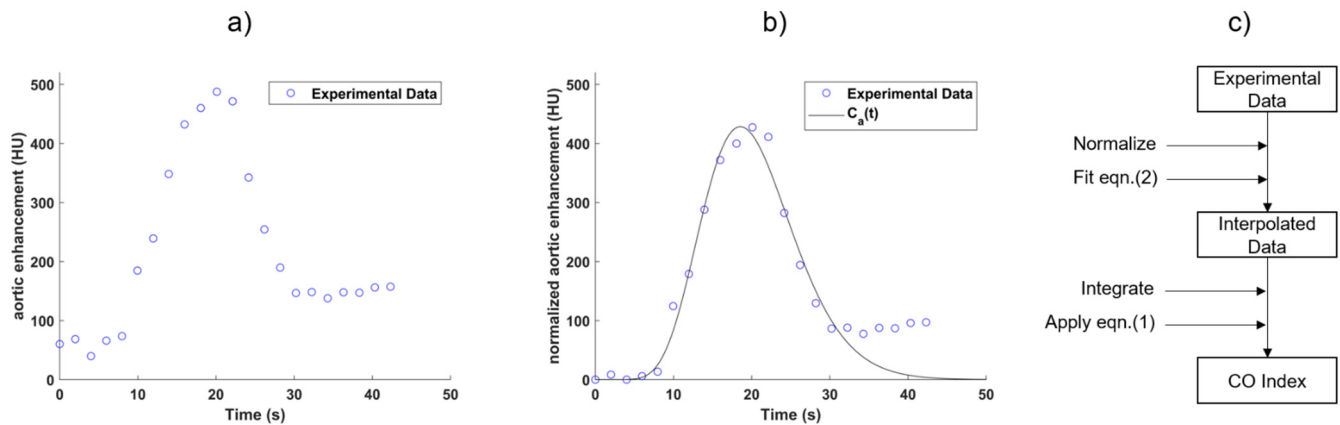 a)
aortic enhancement (HU)
500
400
300
200
100
0
0 10 20 30 40 50
Time (s)
Experimental Data
b)
normalized aortic enhancement (HU)
500
400
300
200
100
0
0 10 20 30 40 50
Time (s)
Experimental Data
C_a(t)
c)
Experimental
Data
Normalize
Fit eqn.(2)
Interpolated
Data
Integrate
Apply eqn.(1)
CO Index